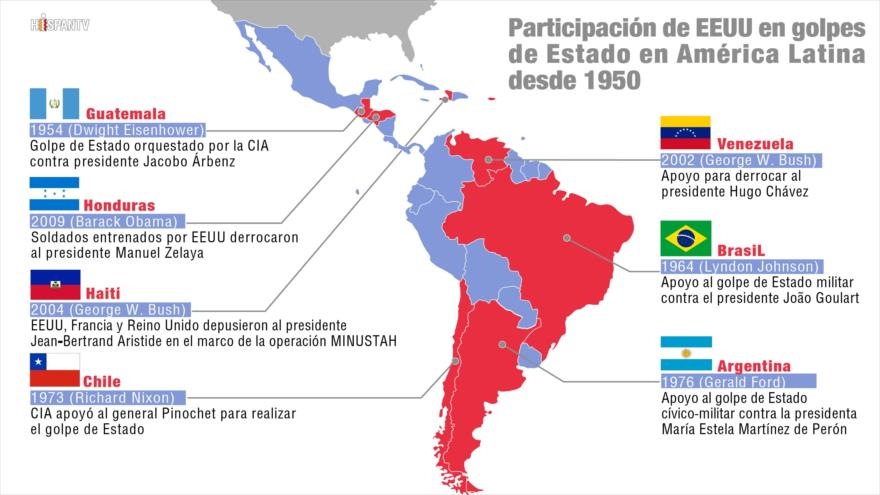 HISPANTV
Participación de EEUU en golpes
de Estado en América Latina
desde 1950
Guatemala
1954 (Dwight Eisenhower)
Golpe de Estado orquestado por la CIA
contra presidente Jacobo Árbenz
Honduras
2009 (Barack Obama)
Soldados entrenados por EEUU derrocaron
al presidente Manuel Zelaya
Haití
2004 (George W. Bush)
EEUU, Francia y Reino Unido depusieron al presidente
Jean-Bertrand Aristide en el marco de la operación MINUSTAH
Chile
1973 (Richard Nixon)
CIA apoyó al general Pinochet para realizar
el golpe de Estado
Venezuela
2002 (George W. Bush)
Apoyo para derrocar al
presidente Hugo Chávez
BrasiL
1964 (Lyndon Johnson)
Apoyo al golpe de Estado militar
contra el presidente João Goulart
Argentina
1976 (Gerald Ford)
Apoyo al golpe de Estado
cívico-militar contra la presidenta
María Estela Martínez de Perón